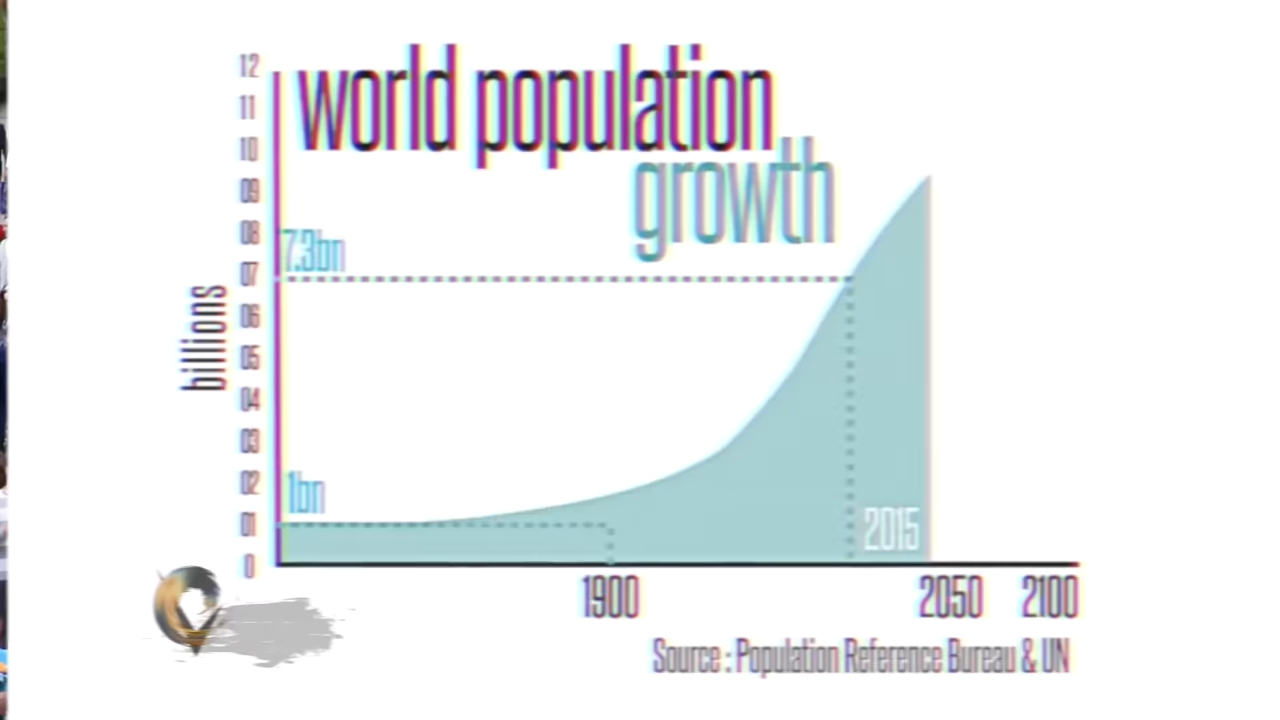 world population
growth
12
11
10
09
08
07
06
05
04
03
02
01
0
billions
7.3bn
1bn
2015
1900 2050 2100
Source : Population Reference Bureau & UN